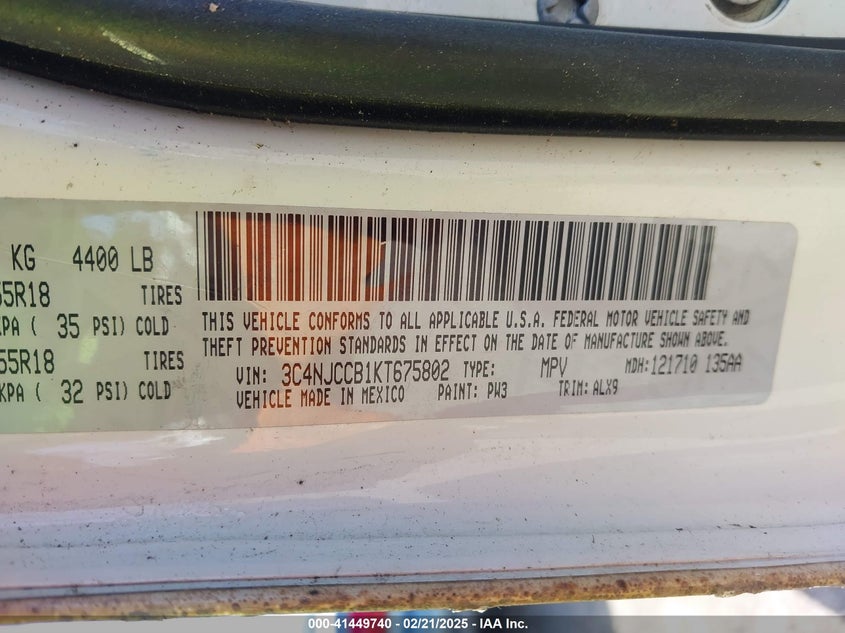 KG 4400 LB
55R18 TIRES
KPA ( 35 PSI) COLD
55R18 TIRES
KPA ( 32 PSI) COLD
THIS VEHICLE CONFORMS TO ALL APPLICABLE U.S.A. FEDERAL MOTOR VEHICLE SAFETY AND
THEFT PREVENTION STANDARDS IN EFFECT ON THE DATE OF MANUFACTURE SHOWN ABOVE.
VIN: 3C4NJCCB1KT675802 TYPE: MPV MDH:121710 135AA
VEHICLE MADE IN MEXICO PAINT: PW3 TRIM: ALX9
000-41449740 - 02/21/2025 - IAA Inc.